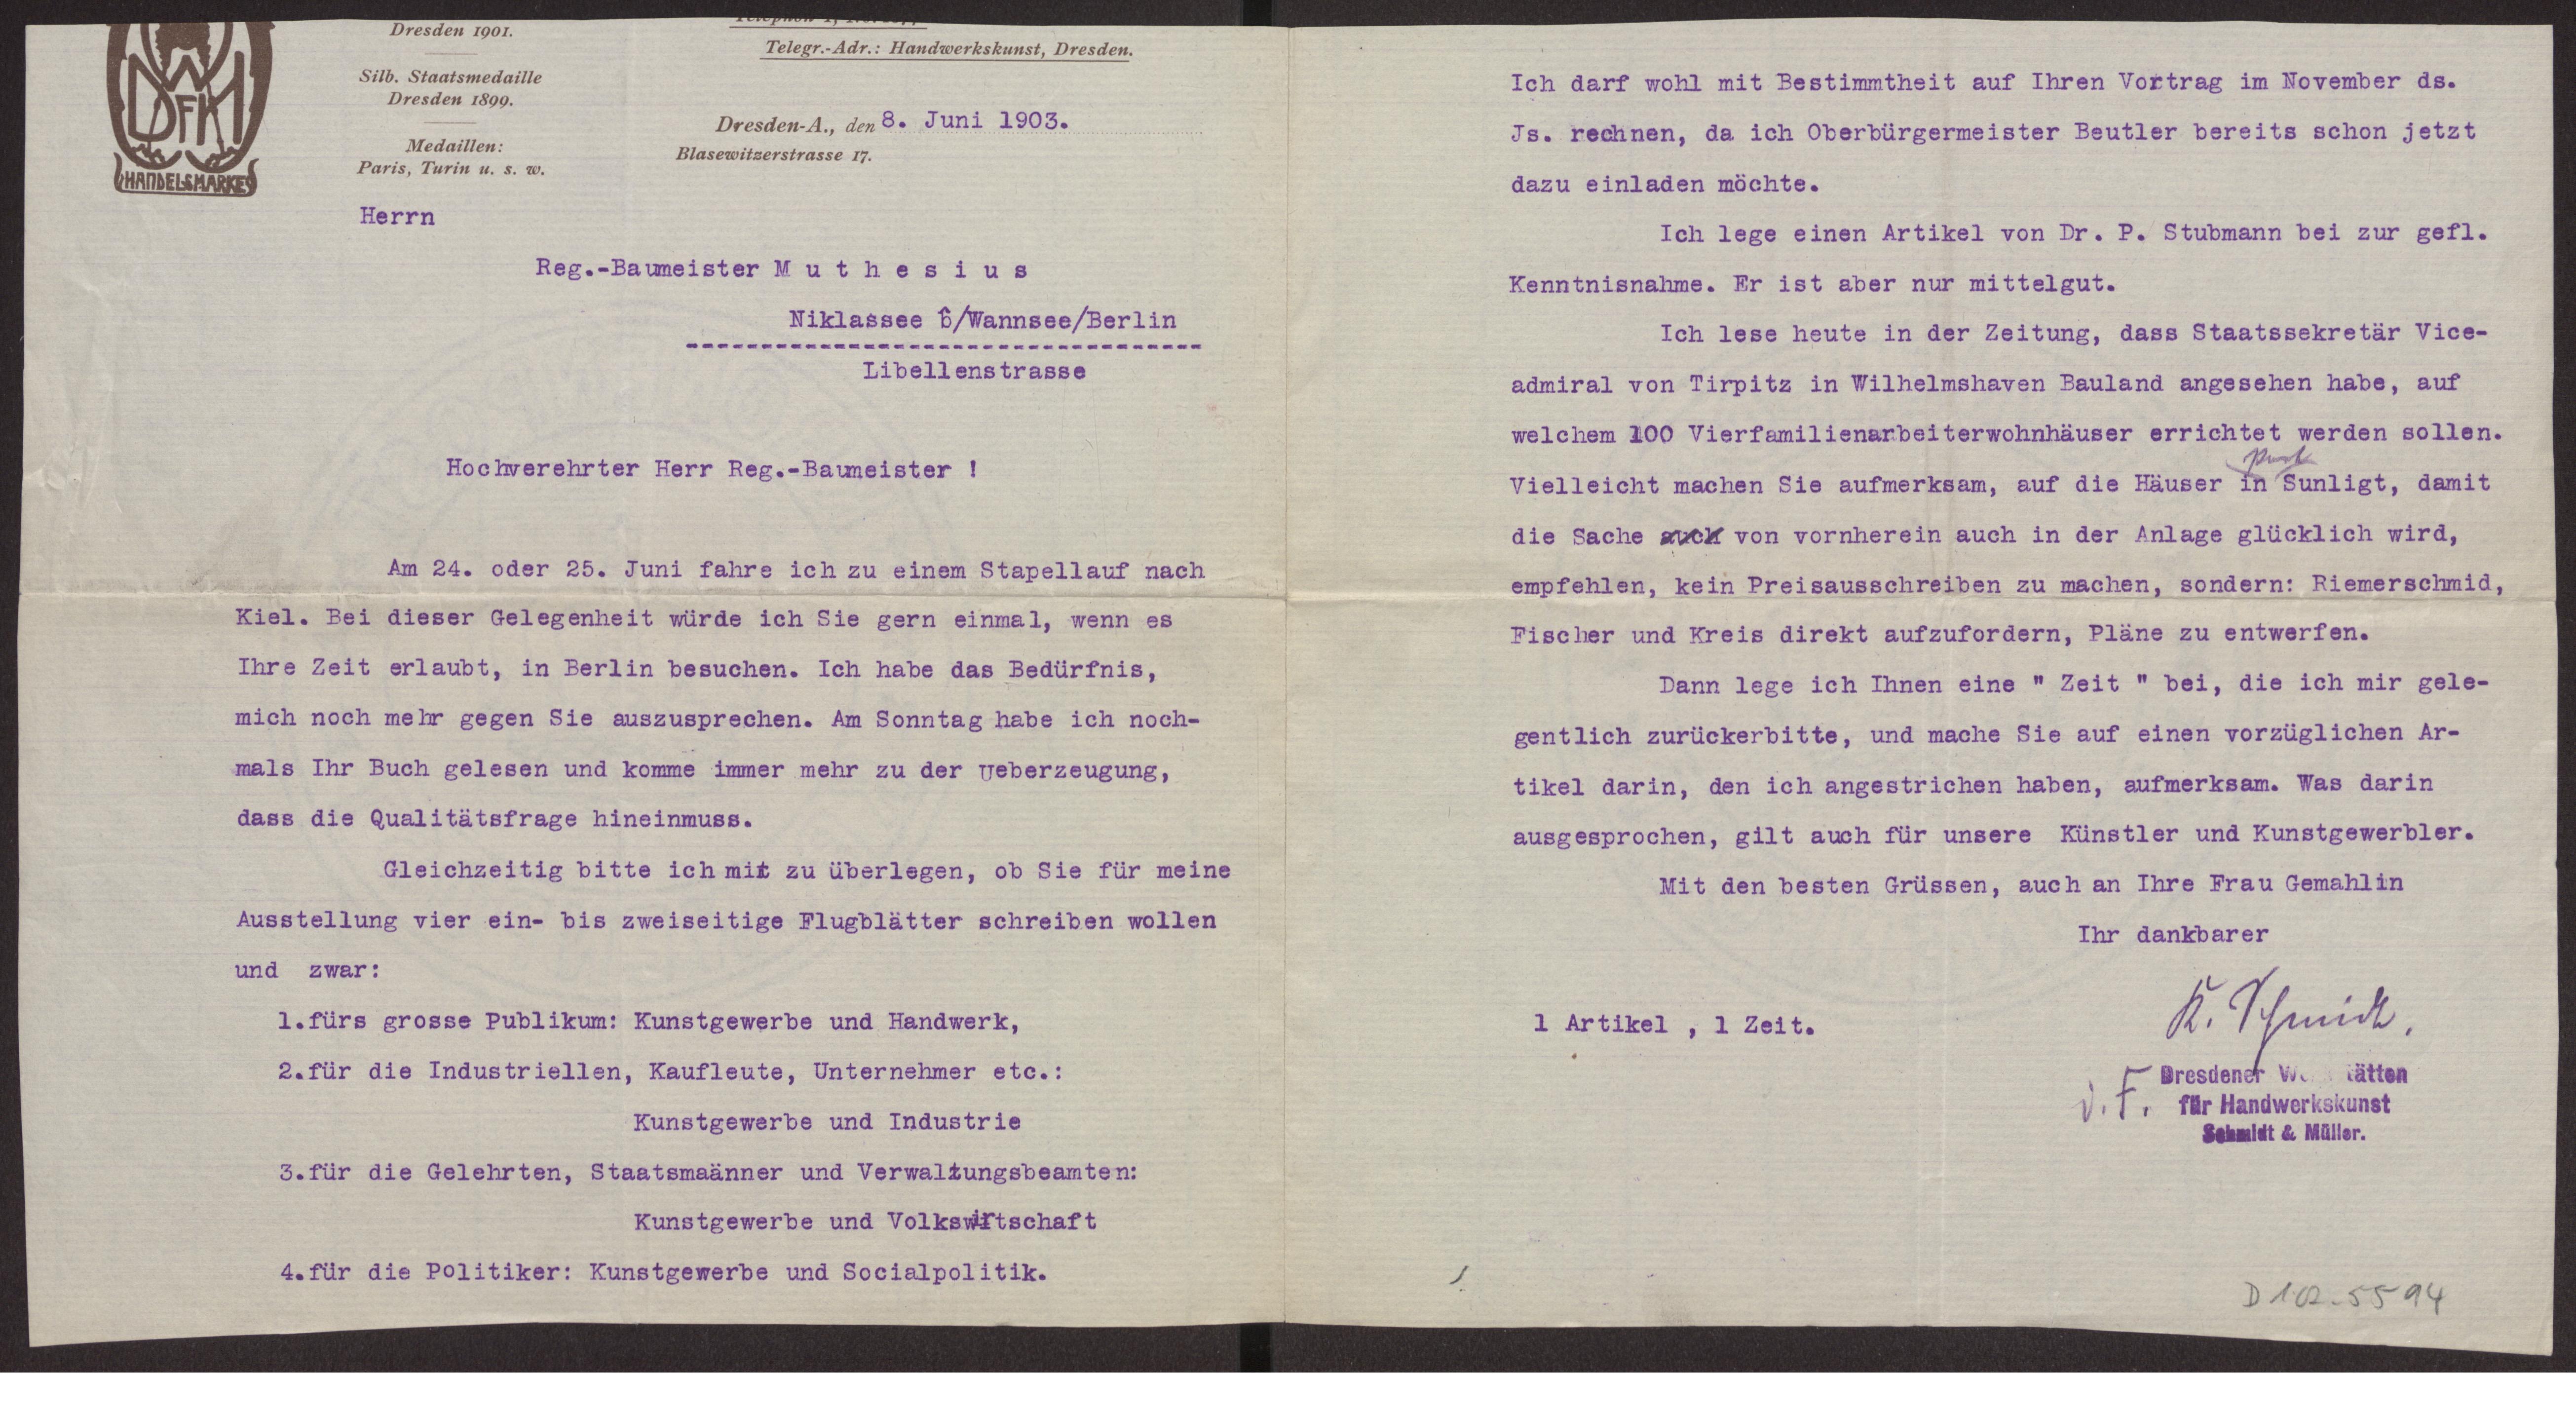 DWFHK
HANDELSMARKE
Dresden 1901.
Silb. Staatsmedaille
Dresden 1899.
Medaillen:
Paris, Turin u. s. w.
Telegr.-Adr.: Handwerkskunst, Dresden.
Dresden-A., den 8. Juni 1903.
Blasewitzerstrasse 17.
Herrn
Reg.-Baumeister M u t h e s i u s
Niklassee b/Wannsee/Berlin
Libellenstrasse
Hochverehrter Herr Reg.-Baumeister !
Am 24. oder 25. Juni fahre ich zu einem Stapellauf nach
Kiel. Bei dieser Gelegenheit würde ich Sie gern einmal, wenn es
Ihre Zeit erlaubt, in Berlin besuchen. Ich habe das Bedürfnis,
mich noch mehr gegen Sie auszusprechen. Am Sonntag habe ich noch-
mals Ihr Buch gelesen und komme immer mehr zu der Ueberzeugung,
dass die Qualitätsfrage hineinmuss.
Gleichzeitig bitte ich mit zu überlegen, ob Sie für meine
Ausstellung vier ein- bis zweiseitige Flugblätter schreiben wollen
und zwar:
1.fürs grosse Publikum: Kunstgewerbe und Handwerk,
2.für die Industriellen, Kaufleute, Unternehmer etc.:
Kunstgewerbe und Industrie
3.für die Gelehrten, Staatsmaänner und Verwaltungsbeamten:
Kunstgewerbe und Volkswirtschaft
4.für die Politiker: Kunstgewerbe und Socialpolitik.
Ich darf wohl mit Bestimmtheit auf Ihren Vortrag im November ds.
Js. rechnen, da ich Oberbürgermeister Beutler bereits schon jetzt
dazu einladen möchte.
Ich lege einen Artikel von Dr. P. Stubmann bei zur gefl.
Kenntnisnahme. Er ist aber nur mittelgut.
Ich lese heute in der Zeitung, dass Staatssekretär Vice-
admiral von Tirpitz in Wilhelmshaven Bauland angesehen habe, auf
welchem 100 Vierfamilienarbeiterwohnhäuser errichtet werden sollen.
Vielleicht machen Sie aufmerksam, auf die Häuser in Sunligt, damit
die Sache auch von vornherein auch in der Anlage glücklich wird,
empfehlen, kein Preisausschreiben zu machen, sondern: Riemerschmid,
Fischer und Kreis direkt aufzufordern, Pläne zu entwerfen.
Dann lege ich Ihnen eine " Zeit " bei, die ich mir gele-
gentlich zurückerbitte, und mache Sie auf einen vorzüglichen Ar-
tikel darin, den ich angestrichen haben, aufmerksam. Was darin
ausgesprochen, gilt auch für unsere Künstler und Kunstgewerbler.
Mit den besten Grüssen, auch an Ihre Frau Gemahlin
Ihr dankbarer
K. Schmidt.
1 Artikel , 1 Zeit.
Dresdener
für Handwerkskunst
Schmidt & Müller.
D 102-5594